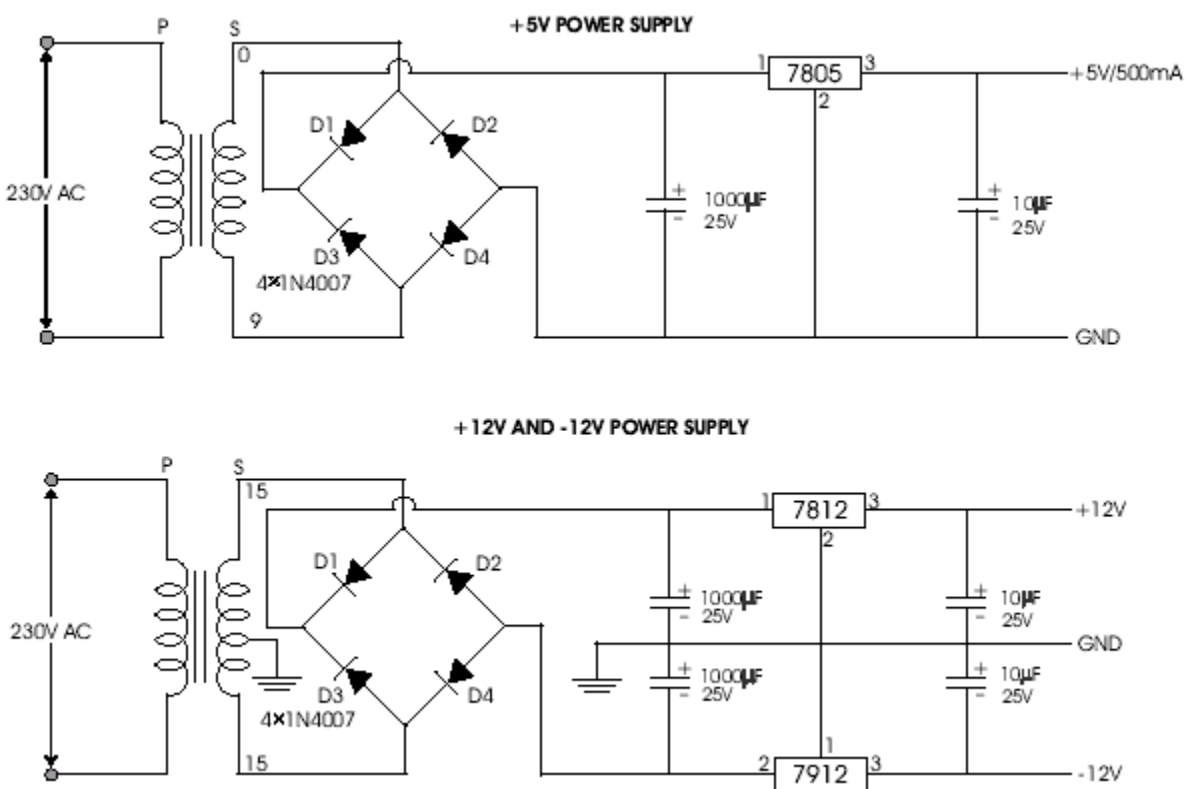 +5V POWER SUPPLY
P
S
0
1
7805
3
+5V/500mA
2
D1
D2
230V AC
+
1000µF
-
25V
+
10µF
-
25V
D3
D4
4×1N4007
9
GND
+12V AND -12V POWER SUPPLY
P
S
15
1
7812
3
+12V
2
D1
D2
+
1000µF
-
25V
+
10µF
-
25V
230V AC
GND
+
1000µF
-
25V
+
10µF
-
25V
D3
D4
4×1N4007
15
1
2
7912
3
-12V